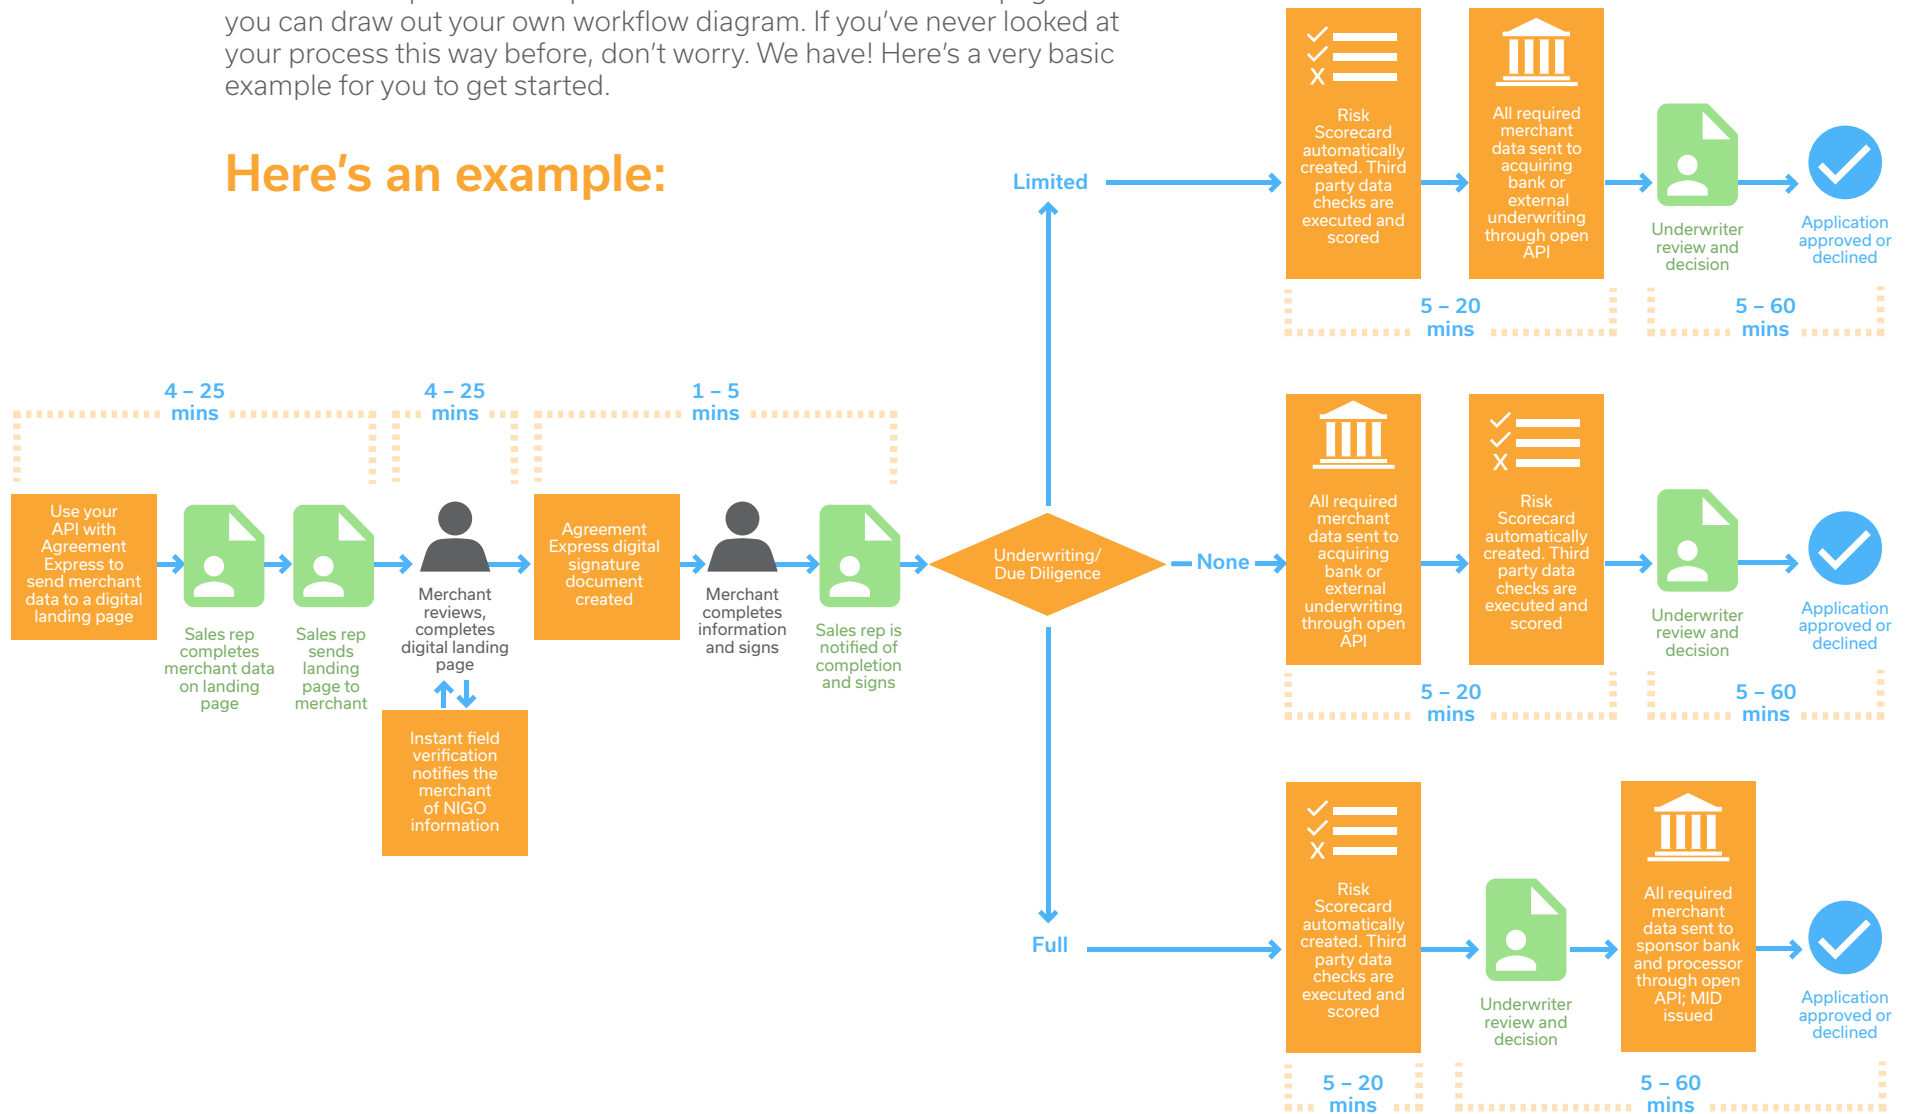 you can draw out your own workflow diagram. If you've never looked at
your process this way before, don't worry. We have! Here's a very basic
example for you to get started.
Here's an example:
Limited
Risk
Scorecard
automatically
created. Third
party data
checks are
executed and
scored
All required
merchant
data sent to
acquiring
bank or
external
underwriting
through open
API
Underwriter
review and
decision
Application
approved or
declined
5 – 20
mins
5 – 60
mins
4 – 25
mins
4 – 25
mins
1 – 5
mins
Use your
API with
Agreement
Express to
send merchant
data to a digital
landing page
Sales rep
completes
merchant data
on landing
page
Sales rep
sends
landing
page to
merchant
Merchant
reviews,
completes
digital landing
page
Instant field
verification
notifies the
merchant
of NIGO
information
Agreement
Express digital
signature
document
created
Merchant
completes
information
and signs
Sales rep is
notified of
completion
and signs
Underwriting/
Due Diligence
None
All required
merchant
data sent to
acquiring
bank or
external
underwriting
through open
API
Risk
Scorecard
automatically
created. Third
party data
checks are
executed and
scored
Underwriter
review and
decision
Application
approved or
declined
5 – 20
mins
5 – 60
mins
Full
Risk
Scorecard
automatically
created. Third
party data
checks are
executed and
scored
Underwriter
review and
decision
All required
merchant
data sent to
sponsor bank
and processor
through open
API; MID
issued
Application
approved or
declined
5 – 20
mins
5 – 60
mins